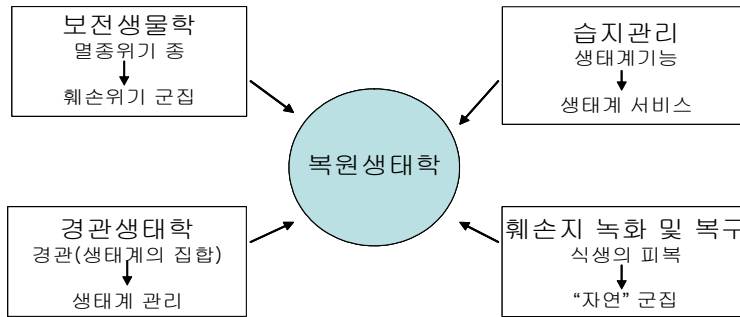 보전생물학
멸종위기 종
훼손위기 군집
습지관리
생태계기능
생태계 서비스
복원생태학
경관생태학
경관(생태계의 집합)
생태계 관리
훼손지 녹화 및 복구
식생의 피복
“자연” 군집